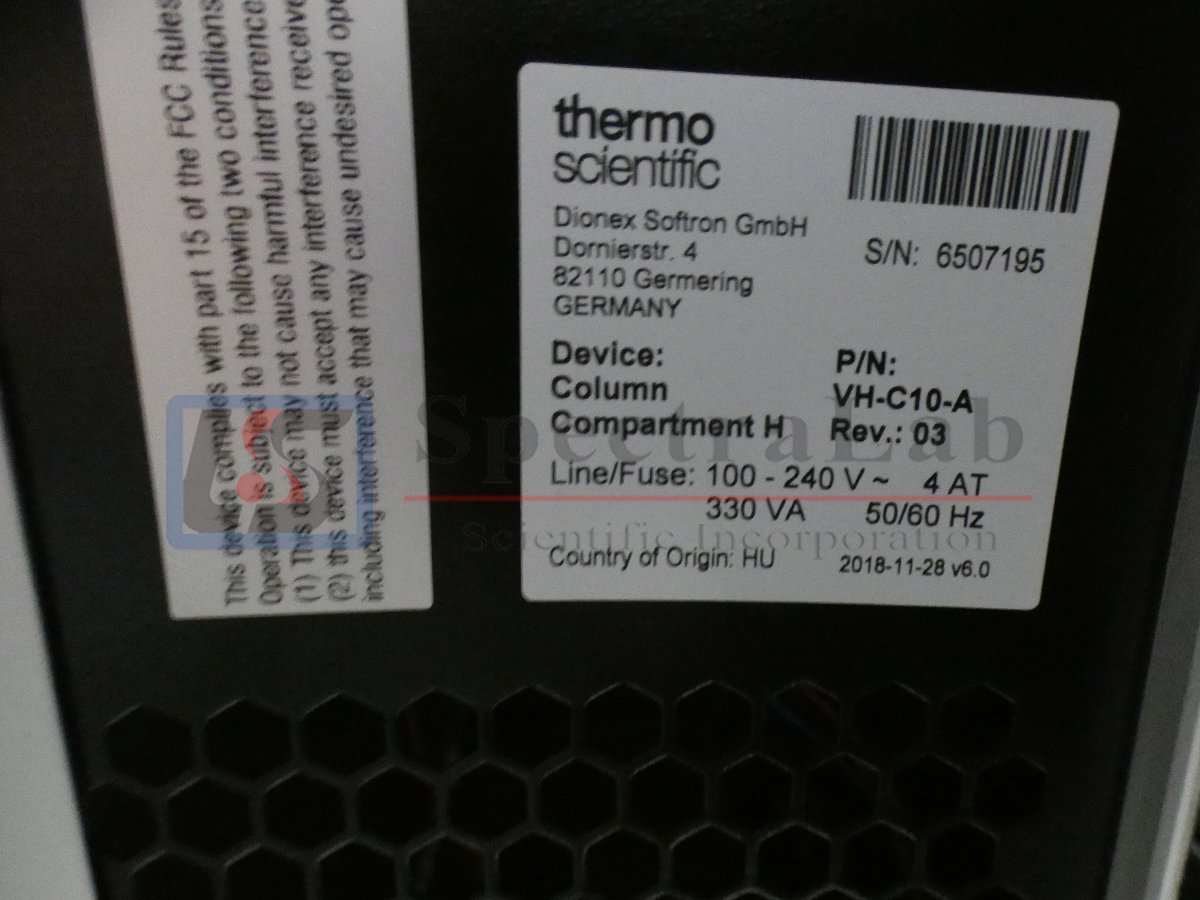 This device complies with part 15 of the FCC Rules
Operation is subject to the following two conditions
(1) This device may not cause harmful interference
(2) this device must accept any interference receive
including interference that may cause undesired ope
thermo
scientific
Dionex Softron GmbH
Dornierstr. 4
82110 Germering
GERMANY
S/N: 6507195
Device:
Column
Compartment H
P/N:
VH-C10-A
Rev.: 03
Line/Fuse: 100 - 240 V ~ 4 AT
330 VA 50/60 Hz
Country of Origin: HU 2018-11-28 v6.0
SpectraLab
Scientific Incorporation